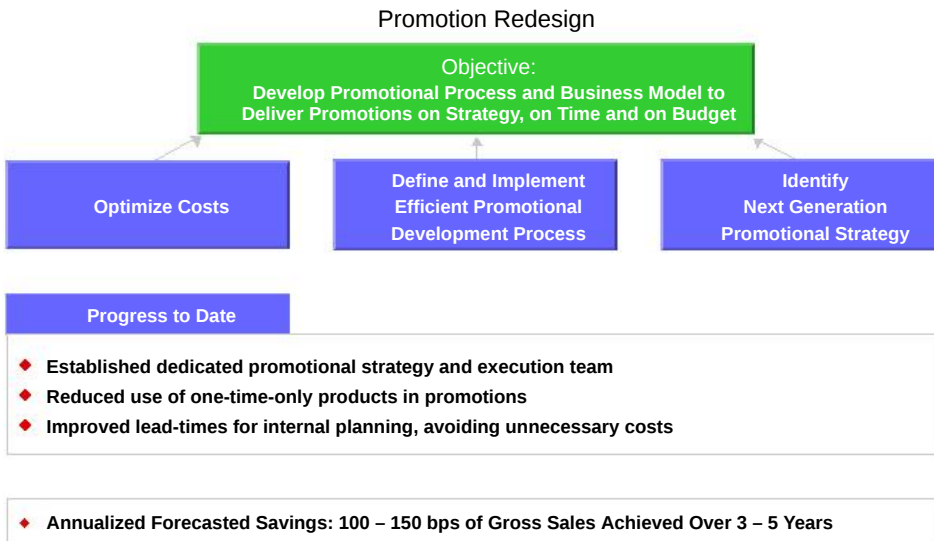 Promotion Redesign
Objective:
Develop Promotional Process and Business Model to
Deliver Promotions on Strategy, on Time and on Budget
Optimize Costs
Define and Implement
Efficient Promotional
Development Process
Identify
Next Generation
Promotional Strategy
Progress to Date
Established dedicated promotional strategy and execution team
Reduced use of one-time-only products in promotions
Improved lead-times for internal planning, avoiding unnecessary costs
Annualized Forecasted Savings: 100 – 150 bps of Gross Sales Achieved Over 3 – 5 Years